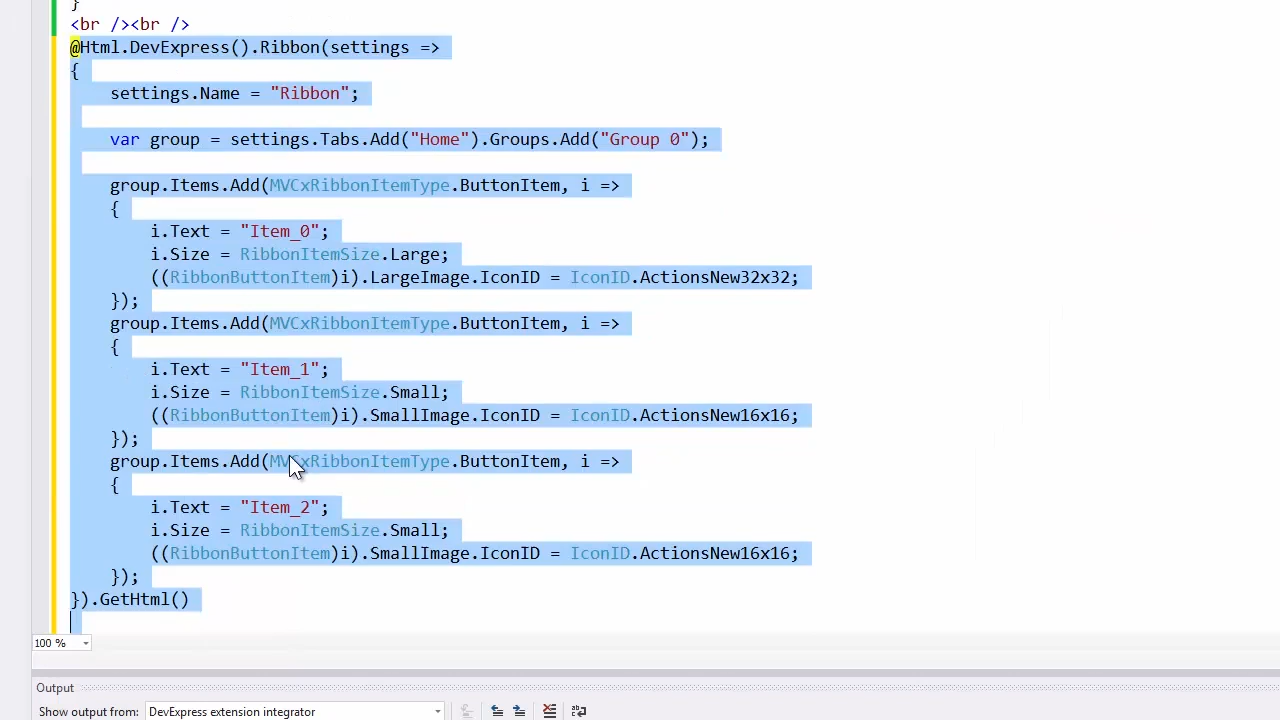 }
<br /><br />
@Html.DevExpress().Ribbon(settings =>
{
    settings.Name = "Ribbon";

    var group = settings.Tabs.Add("Home").Groups.Add("Group 0");

    group.Items.Add(MVCxRibbonItemType.ButtonItem, i =>
    {
        i.Text = "Item_0";
        i.Size = RibbonItemSize.Large;
        ((RibbonButtonItem)i).LargeImage.IconID = IconID.ActionsNew32x32;
    });
    group.Items.Add(MVCxRibbonItemType.ButtonItem, i =>
    {
        i.Text = "Item_1";
        i.Size = RibbonItemSize.Small;
        ((RibbonButtonItem)i).SmallImage.IconID = IconID.ActionsNew16x16;
    });
    group.Items.Add(MVCxRibbonItemType.ButtonItem, i =>
    {
        i.Text = "Item_2";
        i.Size = RibbonItemSize.Small;
        ((RibbonButtonItem)i).SmallImage.IconID = IconID.ActionsNew16x16;
    });
}).GetHtml()
100 %
Output
Show output from: DevExpress extension integrator